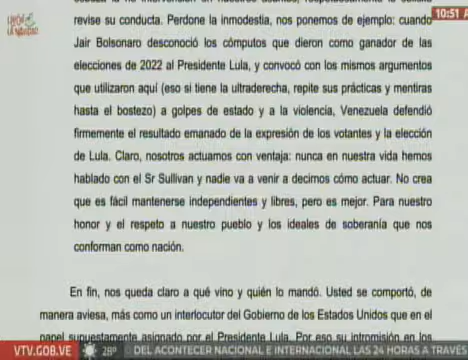 revise su conducta. Perdone la inmodestia, nos ponemos de ejemplo: cuando
Jair Bolsonaro desconoció los cómputos que dieron como ganador de las
elecciones de 2022 al Presidente Lula, y convocó con los mismos argumentos
que utilizaron aquí (eso si tiene la ultraderecha, repite sus prácticas y mentiras
hasta el bostezo) a golpes de estado y a la violencia, Venezuela defendió
firmemente el resultado emanado de la expresión de los votantes y la elección
de Lula. Claro, nosotros actuamos con ventaja: nunca en nuestra vida hemos
hablado con el Sr Sullivan y nadie va a venir a decirnos cómo actuar. No crea
que es fácil mantenerse independientes y libres, pero es mejor. Para nuestro
honor y el respeto a nuestro pueblo y los ideales de soberanía que nos
conforman como nación.
En fin, nos queda claro a qué vino y quién lo mandó. Usted se comportó, de
manera aviesa, más como un interlocutor del Gobierno de los Estados Unidos que en el
papel supuestamente asignado por el Presidente Lula. Por eso su intromisión en los
10:51 A
VTV.GOB.VE
28º
DEL ACONTECER NACIONAL E INTERNACIONAL LAS 24 HORAS A TRAVÉS